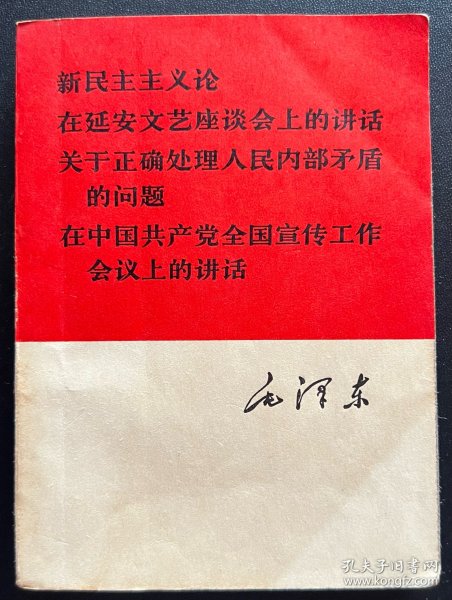 新民主主义论
在延安文艺座谈会上的讲话
关于正确处理人民内部矛盾
的问题
在中国共产党全国宣传工作
会议上的讲话
毛泽东
孔夫子旧书网
www.kongfz.com